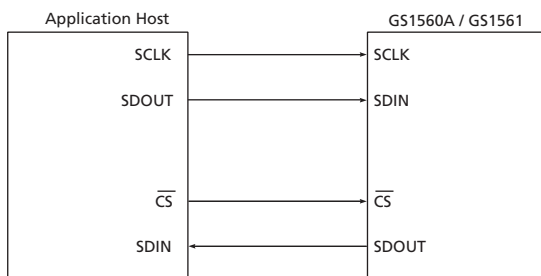 Application Host GS1560A / GS1561
SCLK SCLK
SDOUT SDIN
CS CS
SDIN SDOUT